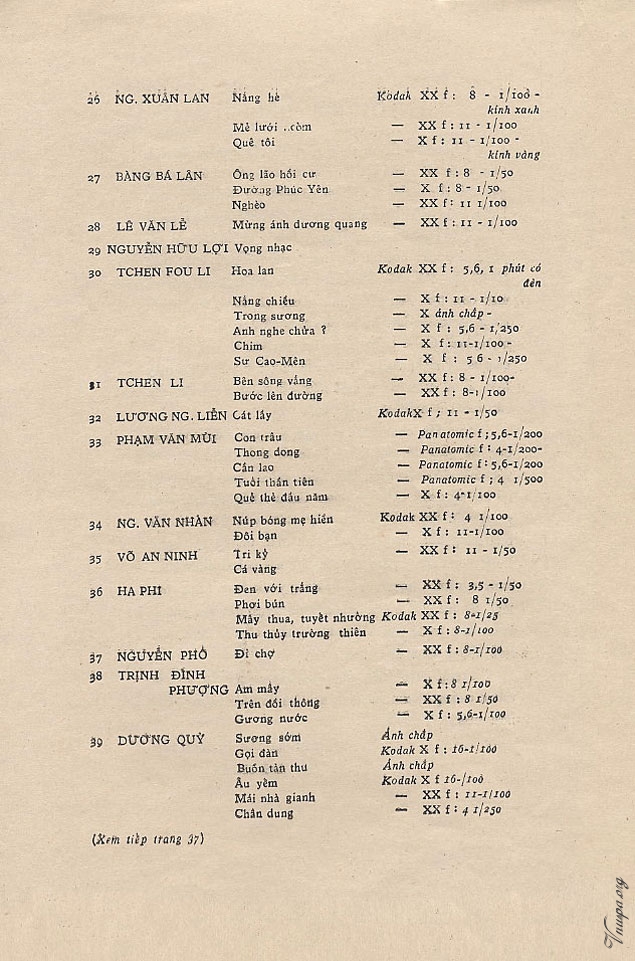 26 NG. XUÂN LAN Nắng hè Kodak XX f : 8 - 1/100 -
kính xanh
Mẻ lưới ..còm — XX f : 11 - 1/100
Quê tôi — X f : 11 - 1/100 -
kính vàng
27 BÀNG BÁ LÂN Ông lão hồi cư — XX f : 8 - 1/50
Đường Phúc Yên — X f : 8 - 1/50
Nghèo — XX f : 11 1/100
28 LÊ VĂN LÊ Mừng ánh dương quang — XX f : 11 - 1/100
29 NGUYỄN HỮU LỢI Vọng nhạc
30 TCHEN FOU LI Hoa lan Kodak XX f : 5,6, 1 phút có
đèn
Nắng chiều — X f : 11 - 1/10
Trong sương — X ánh chấp -
Anh nghe chửa ? — X f : 5,6 - 1/250
Chim — X f : 11-1/100 -
Sư Cao-Mên — X f : 5 6 - 1/250
31 TCHEN LI Bên sông vắng — XX f : 8 - 1/100-
Bước lên đường — XX f : 8-1/100
32 LƯƠNG NG. LIỄN Cát lầy KodakX f ; 11 - 1/50
33 PHẠM VĂN MÙI Con trâu — Panatomic f ; 5,6-1/200
Thong dong — Panatomic f : 4-1/200-
Cần lao — Panatomic f : 5,6-1/200
Tuổi thần tiên — Panatomic f ; 4 1/500
Quẻ thẻ đầu năm — X f : 4-1/100
34 NG. VĂN NHÀN Núp bóng mẹ hiền Kodak XX f : 4 1/100
Đôi bạn — X f : 11-1/100
35 VÕ AN NINH Tri kỷ — XX f : 11 - 1/50
Cá vàng
36 HA PHI Đen với trắng — XX f : 3,5 - 1/50
Phơi bún — XX f : 8 1/50
Mây thua, tuyết nhường Kodak XX f : 8-1/25
Thu thủy trường thiên — X f : 8-1/100
37 NGUYỄN PHỔ Đi chợ — XX f : 8-1/100
38 TRỊNH ĐÌNH
PHƯỢNG Am mây — X f : 8 1/100
Trên đồi thông — XX f : 8 1/50
Gương nước — X f : 5,6-1/100
39 DƯƠNG QUỲ Sương sớm Ánh chấp
Gọi đàn Kodak X f : 16-1/100
Buồn tàn thu Ánh chấp
Âu yếm Kodak X f 16-/100
Mái nhà gianh — XX f : 11-1/100
Chân dung — XX f : 4 1/250
(Xem tiếp trang 37)
Vnuspa.org